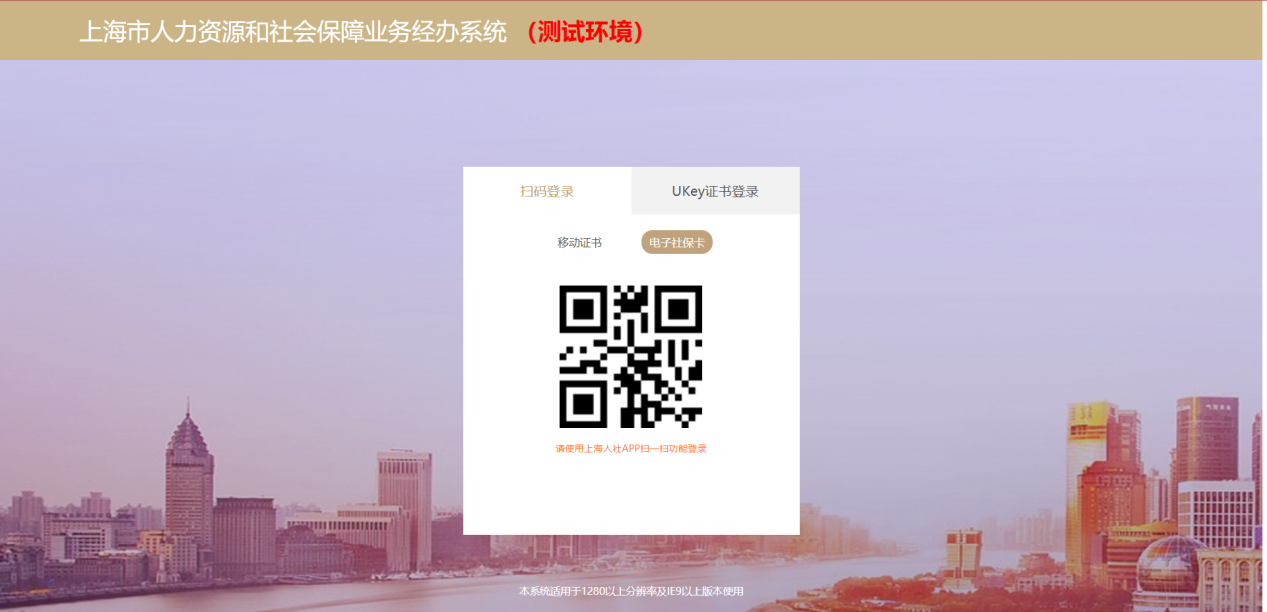 上海市人力资源和社会保障业务经办系统 （测试环境）
扫码登录 UKey证书登录
移动证书 电子社保卡
请使用上海人社APP扫一扫功能登录
本系统适用于1280以上分辨率及IE9以上版本使用